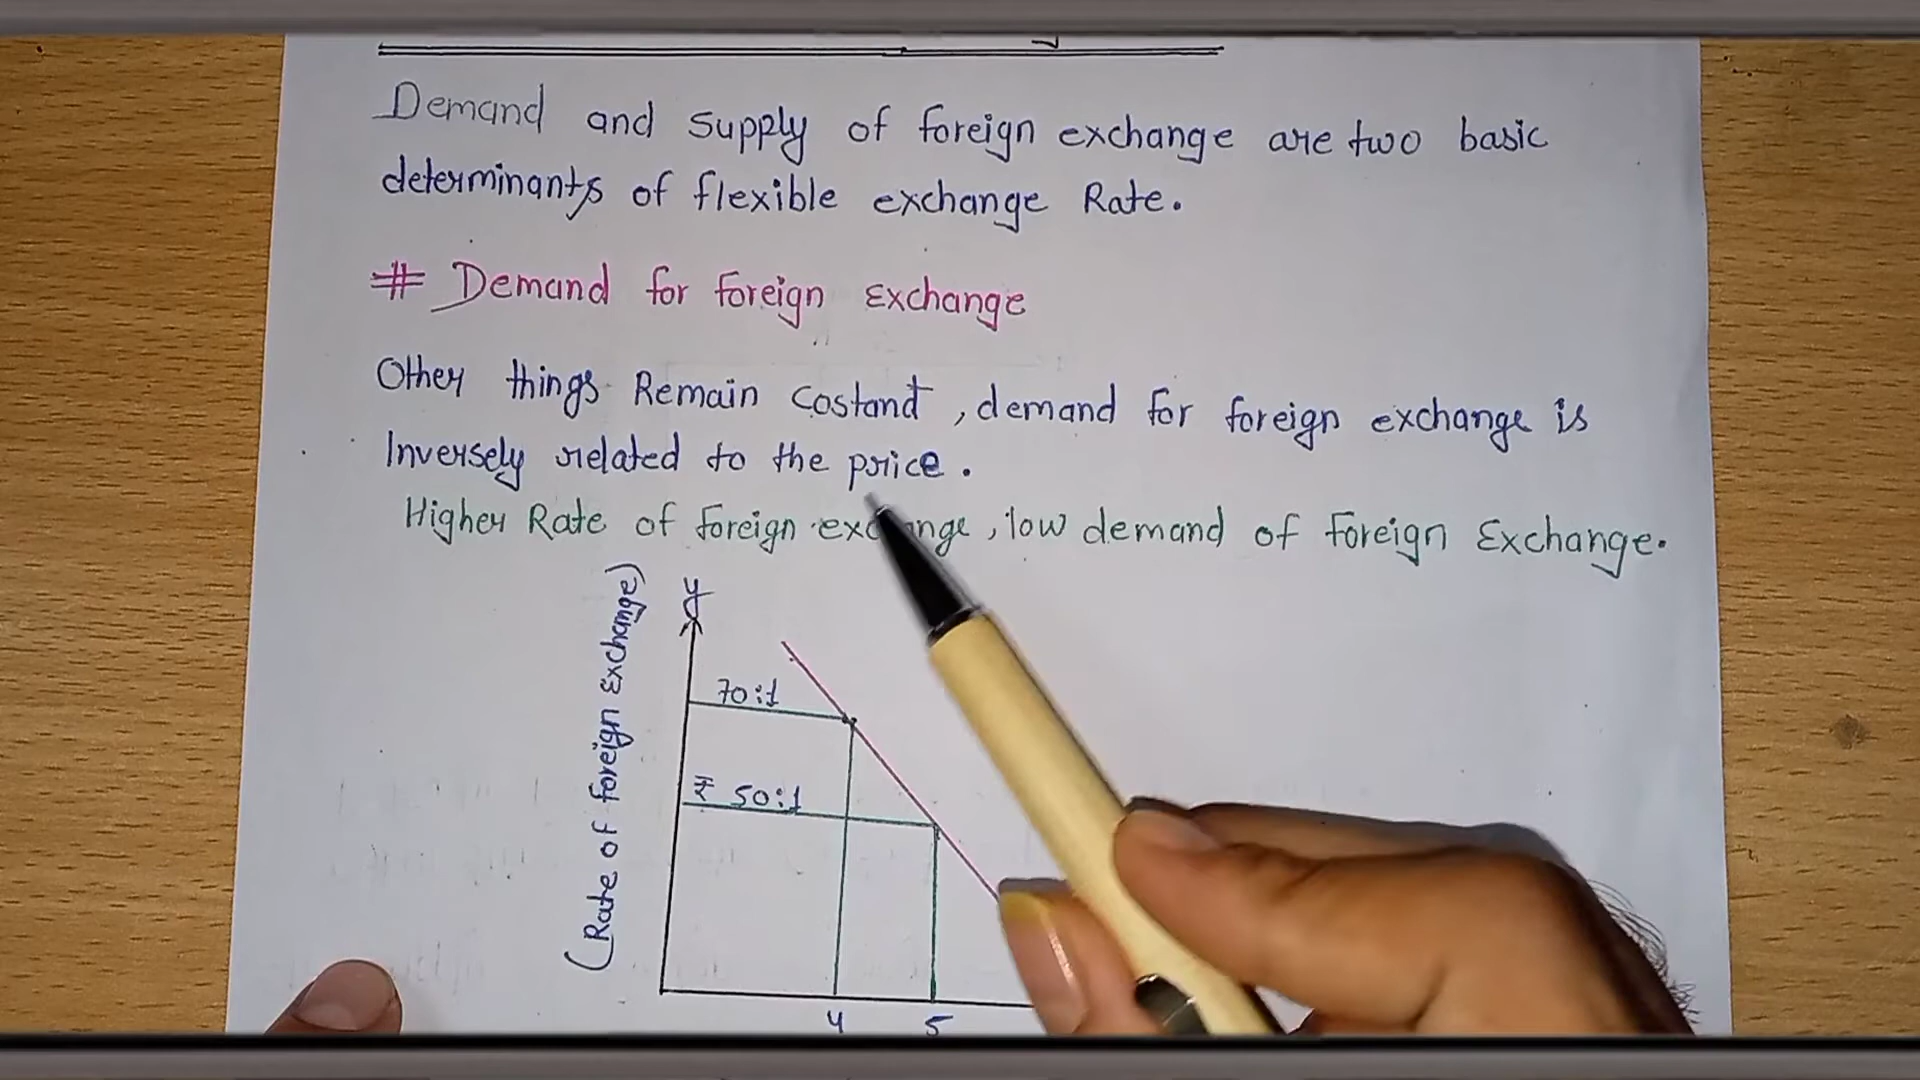 Demand and supply of foreign exchange are two basic
determinants of flexible exchange Rate.
# Demand for foreign Exchange
Other things Remain Costant, demand for foreign exchange is
Inversely related to the price.
Higher Rate of foreign exchange, low demand of foreign Exchange.
(Rate of foreign exchange)
y
70:1
₹ 50:1
4 5